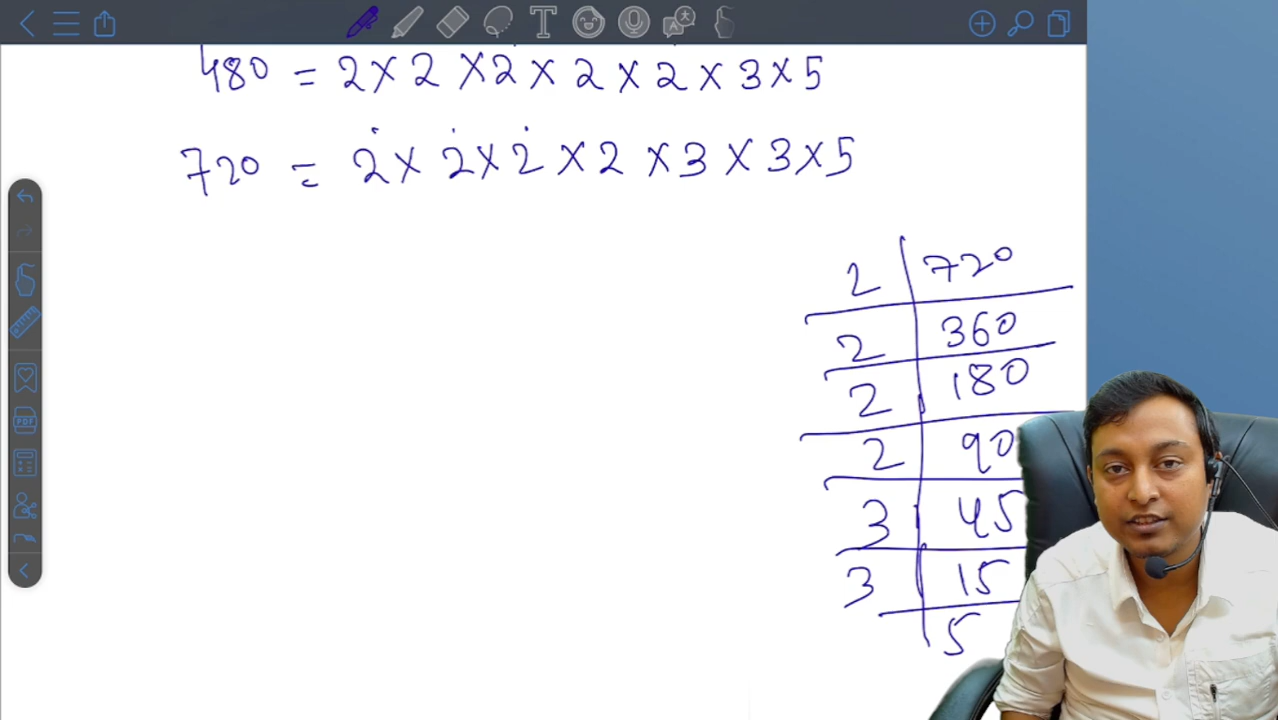 480 = 2 × 2 × 2 × 2 × 2 × 3 × 5
720 = 2 × 2 × 2 × 2 × 3 × 3 × 5
2 | 720
2 | 360
2 | 180
2 | 90
3 | 45
3 | 15
5
T
PDF